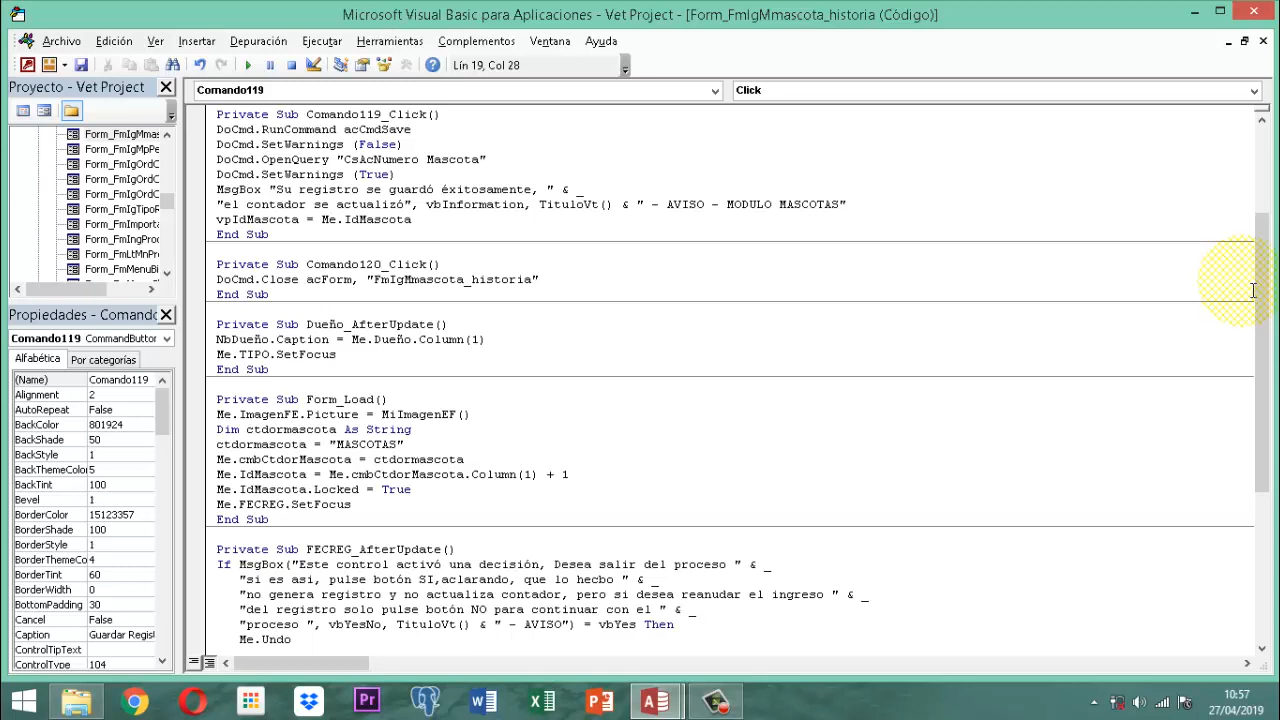 Microsoft Visual Basic para Aplicaciones - Vet Project - [Form_FmIgMmascota_historia (Código)]
Archivo Edición Ver Insertar Depuración Ejecutar Herramientas Complementos Ventana Ayuda
Lín 19, Col 28
Proyecto - Vet Project
Form_FmIgMmas
Form_FmIgMpPe
Form_FmIgOrdC
Form_FmIgOrdC
Form_FmIgOrdC
Form_FmIgTipoR
Form_FmImporta
Form_FmIngProc
Form_FmLtMnPr
Form_FmMenuBi
Propiedades - Comando
Comando119 CommandButton
Alfabética Por categorías
(Name) Comando119
Alignment 2
AutoRepeat False
BackColor 801924
BackShade 50
BackStyle 1
BackThemeColor 5
BackTint 100
Bevel 1
BorderColor 15123357
BorderShade 100
BorderStyle 1
BorderThemeCo 4
BorderTint 60
BorderWidth 0
BottomPadding 30
Cancel False
Caption Guardar Regist
ControlTipText
ControlType 104
Comando119 Click
Private Sub Comando119_Click()
DoCmd.RunCommand acCmdSave
DoCmd.SetWarnings (False)
DoCmd.OpenQuery "CsAcNumero Mascota"
DoCmd.SetWarnings (True)
MsgBox "Su registro se guardó éxitosamente, " & _
"el contador se actualizó", vbInformation, TituloVt() & " - AVISO - MODULO MASCOTAS"
vpIdMascota = Me.IdMascota
End Sub
Private Sub Comando120_Click()
DoCmd.Close acForm, "FmIgMmascota_historia"
End Sub
Private Sub Dueño_AfterUpdate()
NbDueño.Caption = Me.Dueño.Column(1)
Me.TIPO.SetFocus
End Sub
Private Sub Form_Load()
Me.ImagenFE.Picture = MiImagenEF()
Dim ctdormascota As String
ctdormascota = "MASCOTAS"
Me.cmbCtdorMascota = ctdormascota
Me.IdMascota = Me.cmbCtdorMascota.Column(1) + 1
Me.IdMascota.Locked = True
Me.FECREG.SetFocus
End Sub
Private Sub FECREG_AfterUpdate()
If MsgBox("Este control activó una decisión, Desea salir del proceso " & _
"si es asi, pulse botón SI,aclarando, que lo hecbo " & _
"no genera registro y no actualiza contador, pero si desea reanudar el ingreso " & _
"del registro solo pulse botón NO para continuar con el " & _
"proceso ", vbYesNo, TituloVt() & " - AVISO") = vbYes Then
Me.Undo
10:57
27/04/2019